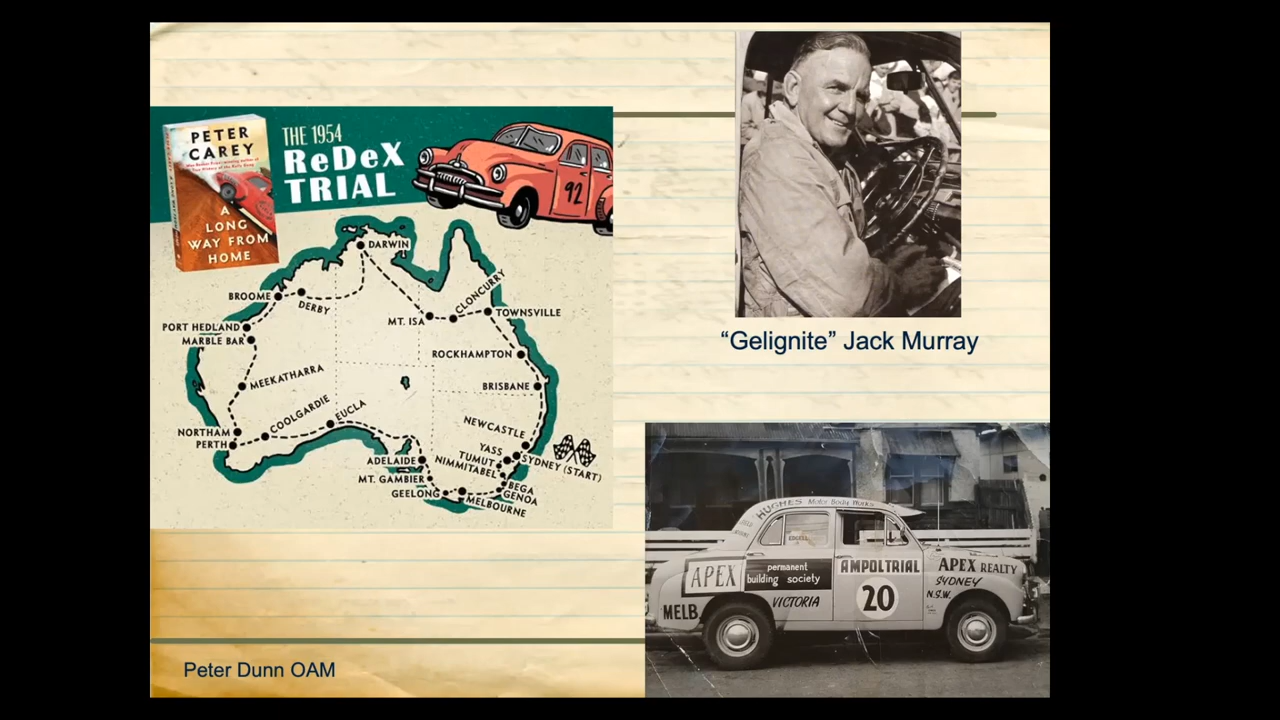 PETER
CAREY
A
LONG
WAY FROM
HOME
THE 1954
ReDeX
TRIAL
92
DARWIN
BROOME
DERBY
CLONCURRY
MT. ISA
TOWNSVILLE
PORT HEDLAND
MARBLE BAR
ROCKHAMPTON
MEEKATHARRA
BRISBANE
COOLGARDIE
EUCLA
NEWCASTLE
NORTHAM
PERTH
YASS
SYDNEY (START)
TUMUT
NIMMITABEL
ADELAIDE
MT. GAMBIER
BEGA
GENOA
GEELONG
MELBOURNE
“Gelignite” Jack Murray
HUGHES Motor Body Works
APEX
permanent
building society
AMPOL TRIAL
APEX REALTY
SYDNEY
N.S.W.
20
VICTORIA
MELB.
Peter Dunn OAM